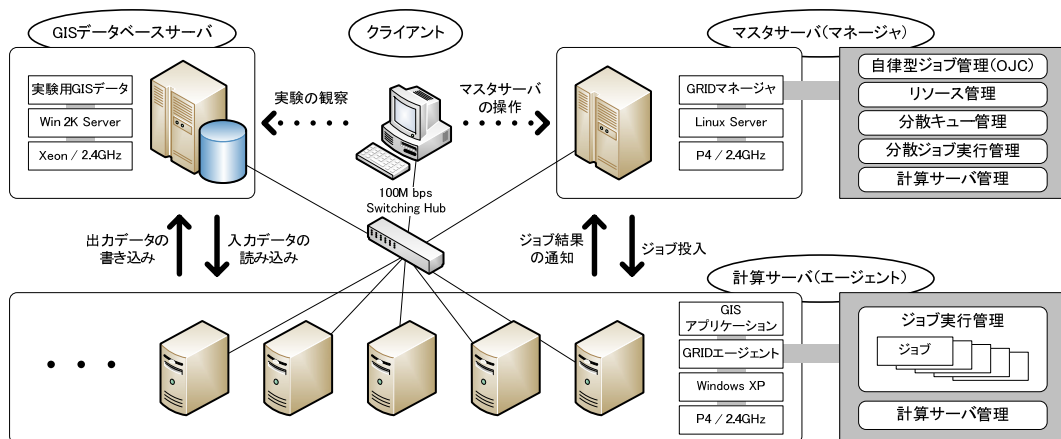 GISデータベースサーバ
クライアント
マスタサーバ(マネージャ)
実験用GISデータ
Win 2K Server
Xeon / 2.4GHz
実験の観察
マスタサーバ
の操作
GRIDマネージャ
Linux Server
P4 / 2.4GHz
自律型ジョブ管理(OJC)
リソース管理
分散キュー管理
分散ジョブ実行管理
計算サーバ管理
100M bps
Switching Hub
出力データの
書き込み
入力データの
読み込み
ジョブ結果
の通知
ジョブ投入
計算サーバ(エージェント)
GIS
アプリケーション
GRIDエージェント
Windows XP
P4 / 2.4GHz
ジョブ実行管理
ジョブ
計算サーバ管理